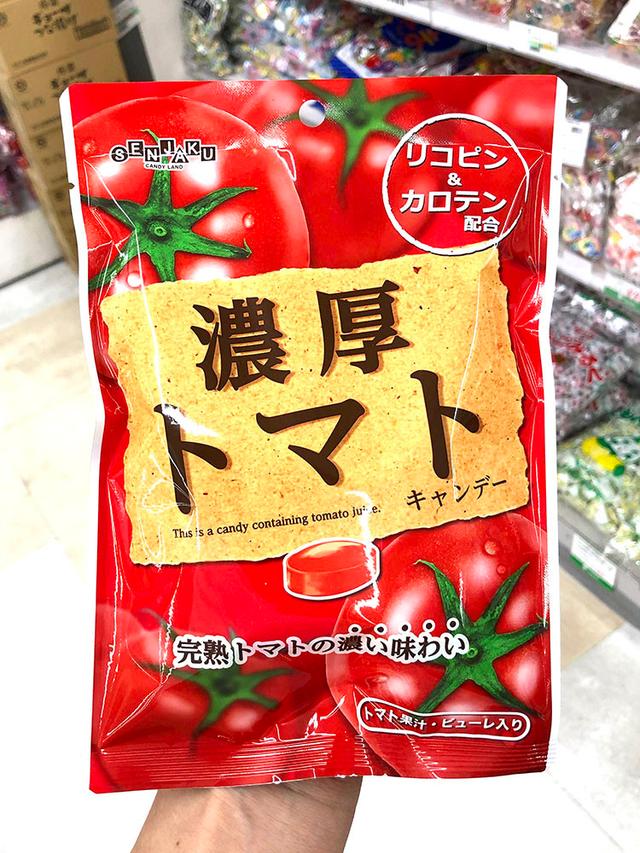 SENJAKU
CANDY LAND
リコピン
&
カロテン
配合
濃厚
トマト
キャンデー
This is a candy containing tomato juice.
完熟トマトの濃い味わい
トマト果汁・ピューレ入り